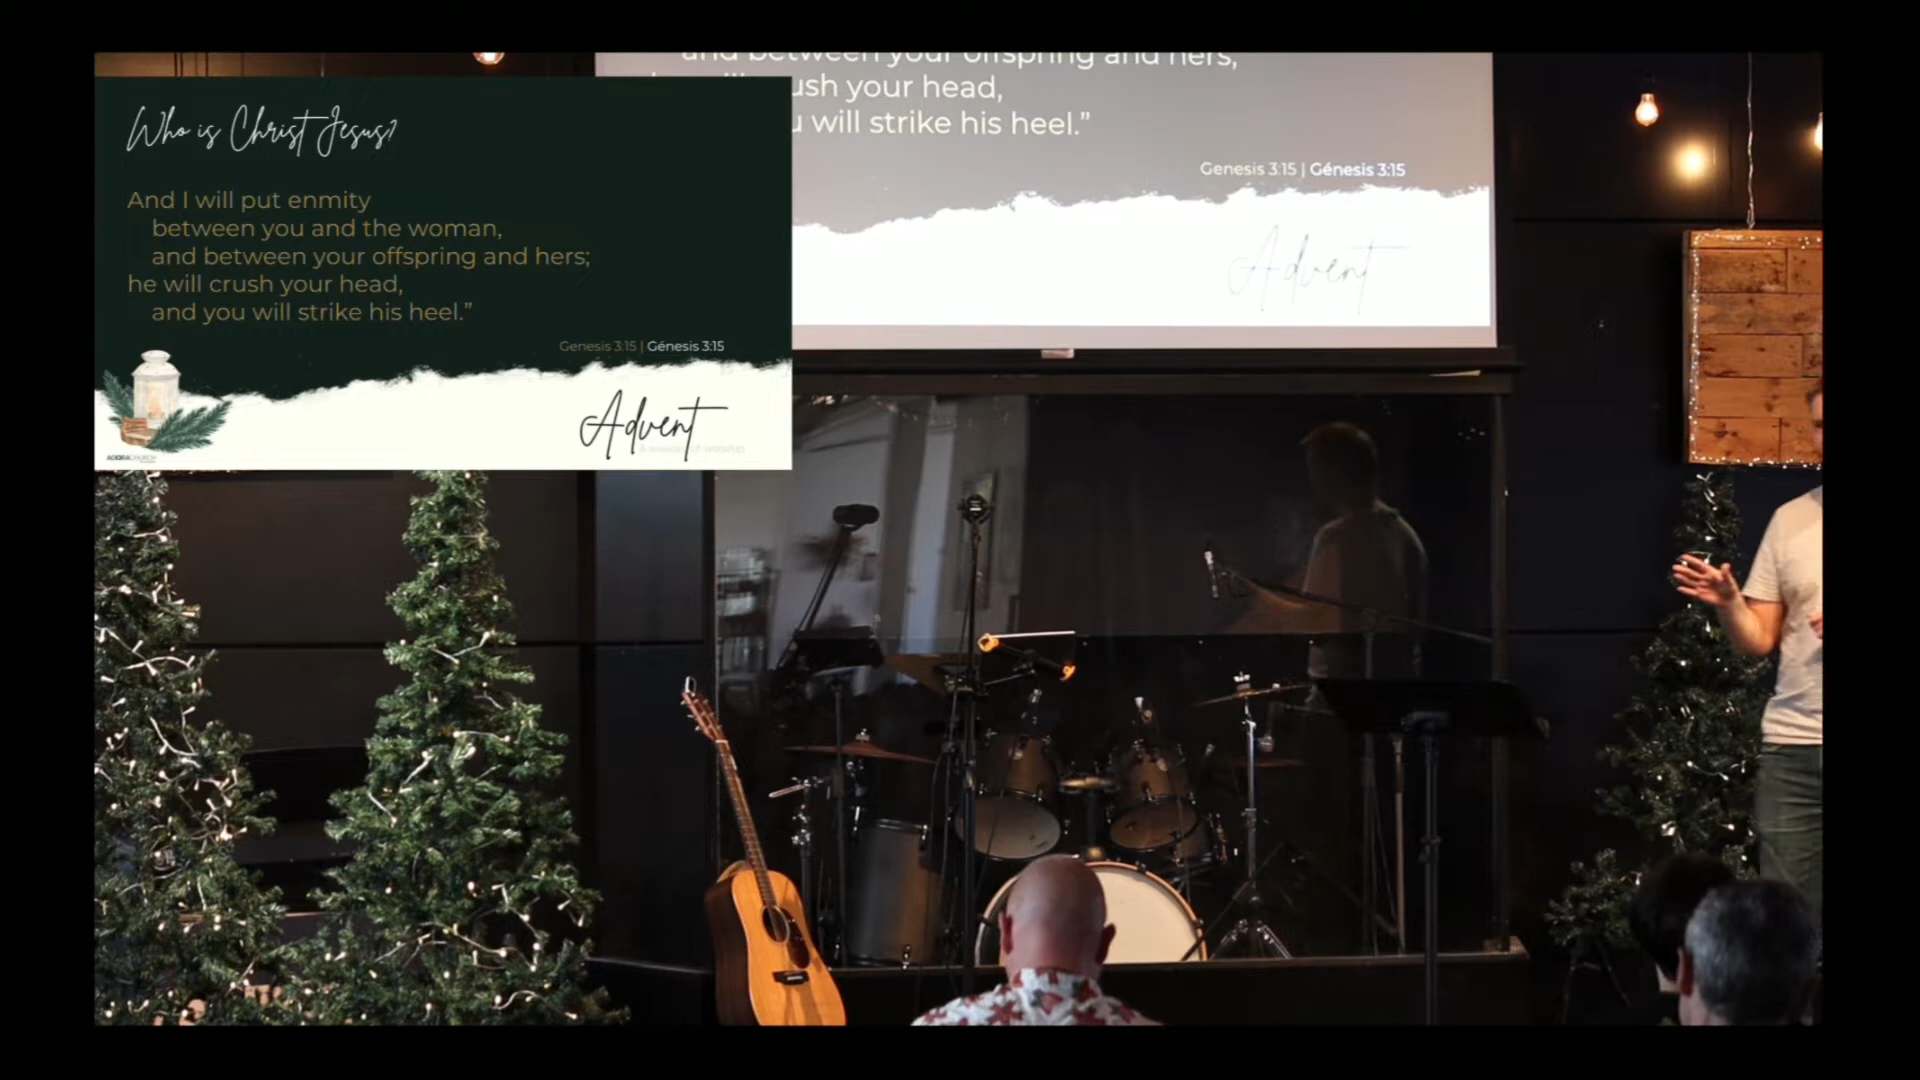 Who is Christ Jesus?
And I will put enmity
between you and the woman,
and between your offspring and hers;
he will crush your head,
and you will strike his heel.”
Genesis 3:15 | Génesis 3:15
Advent
AGORACHURCH
and between your offspring and hers,
ush your head,
u will strike his heel.”
Genesis 3:15 | Génesis 3:15
Advent